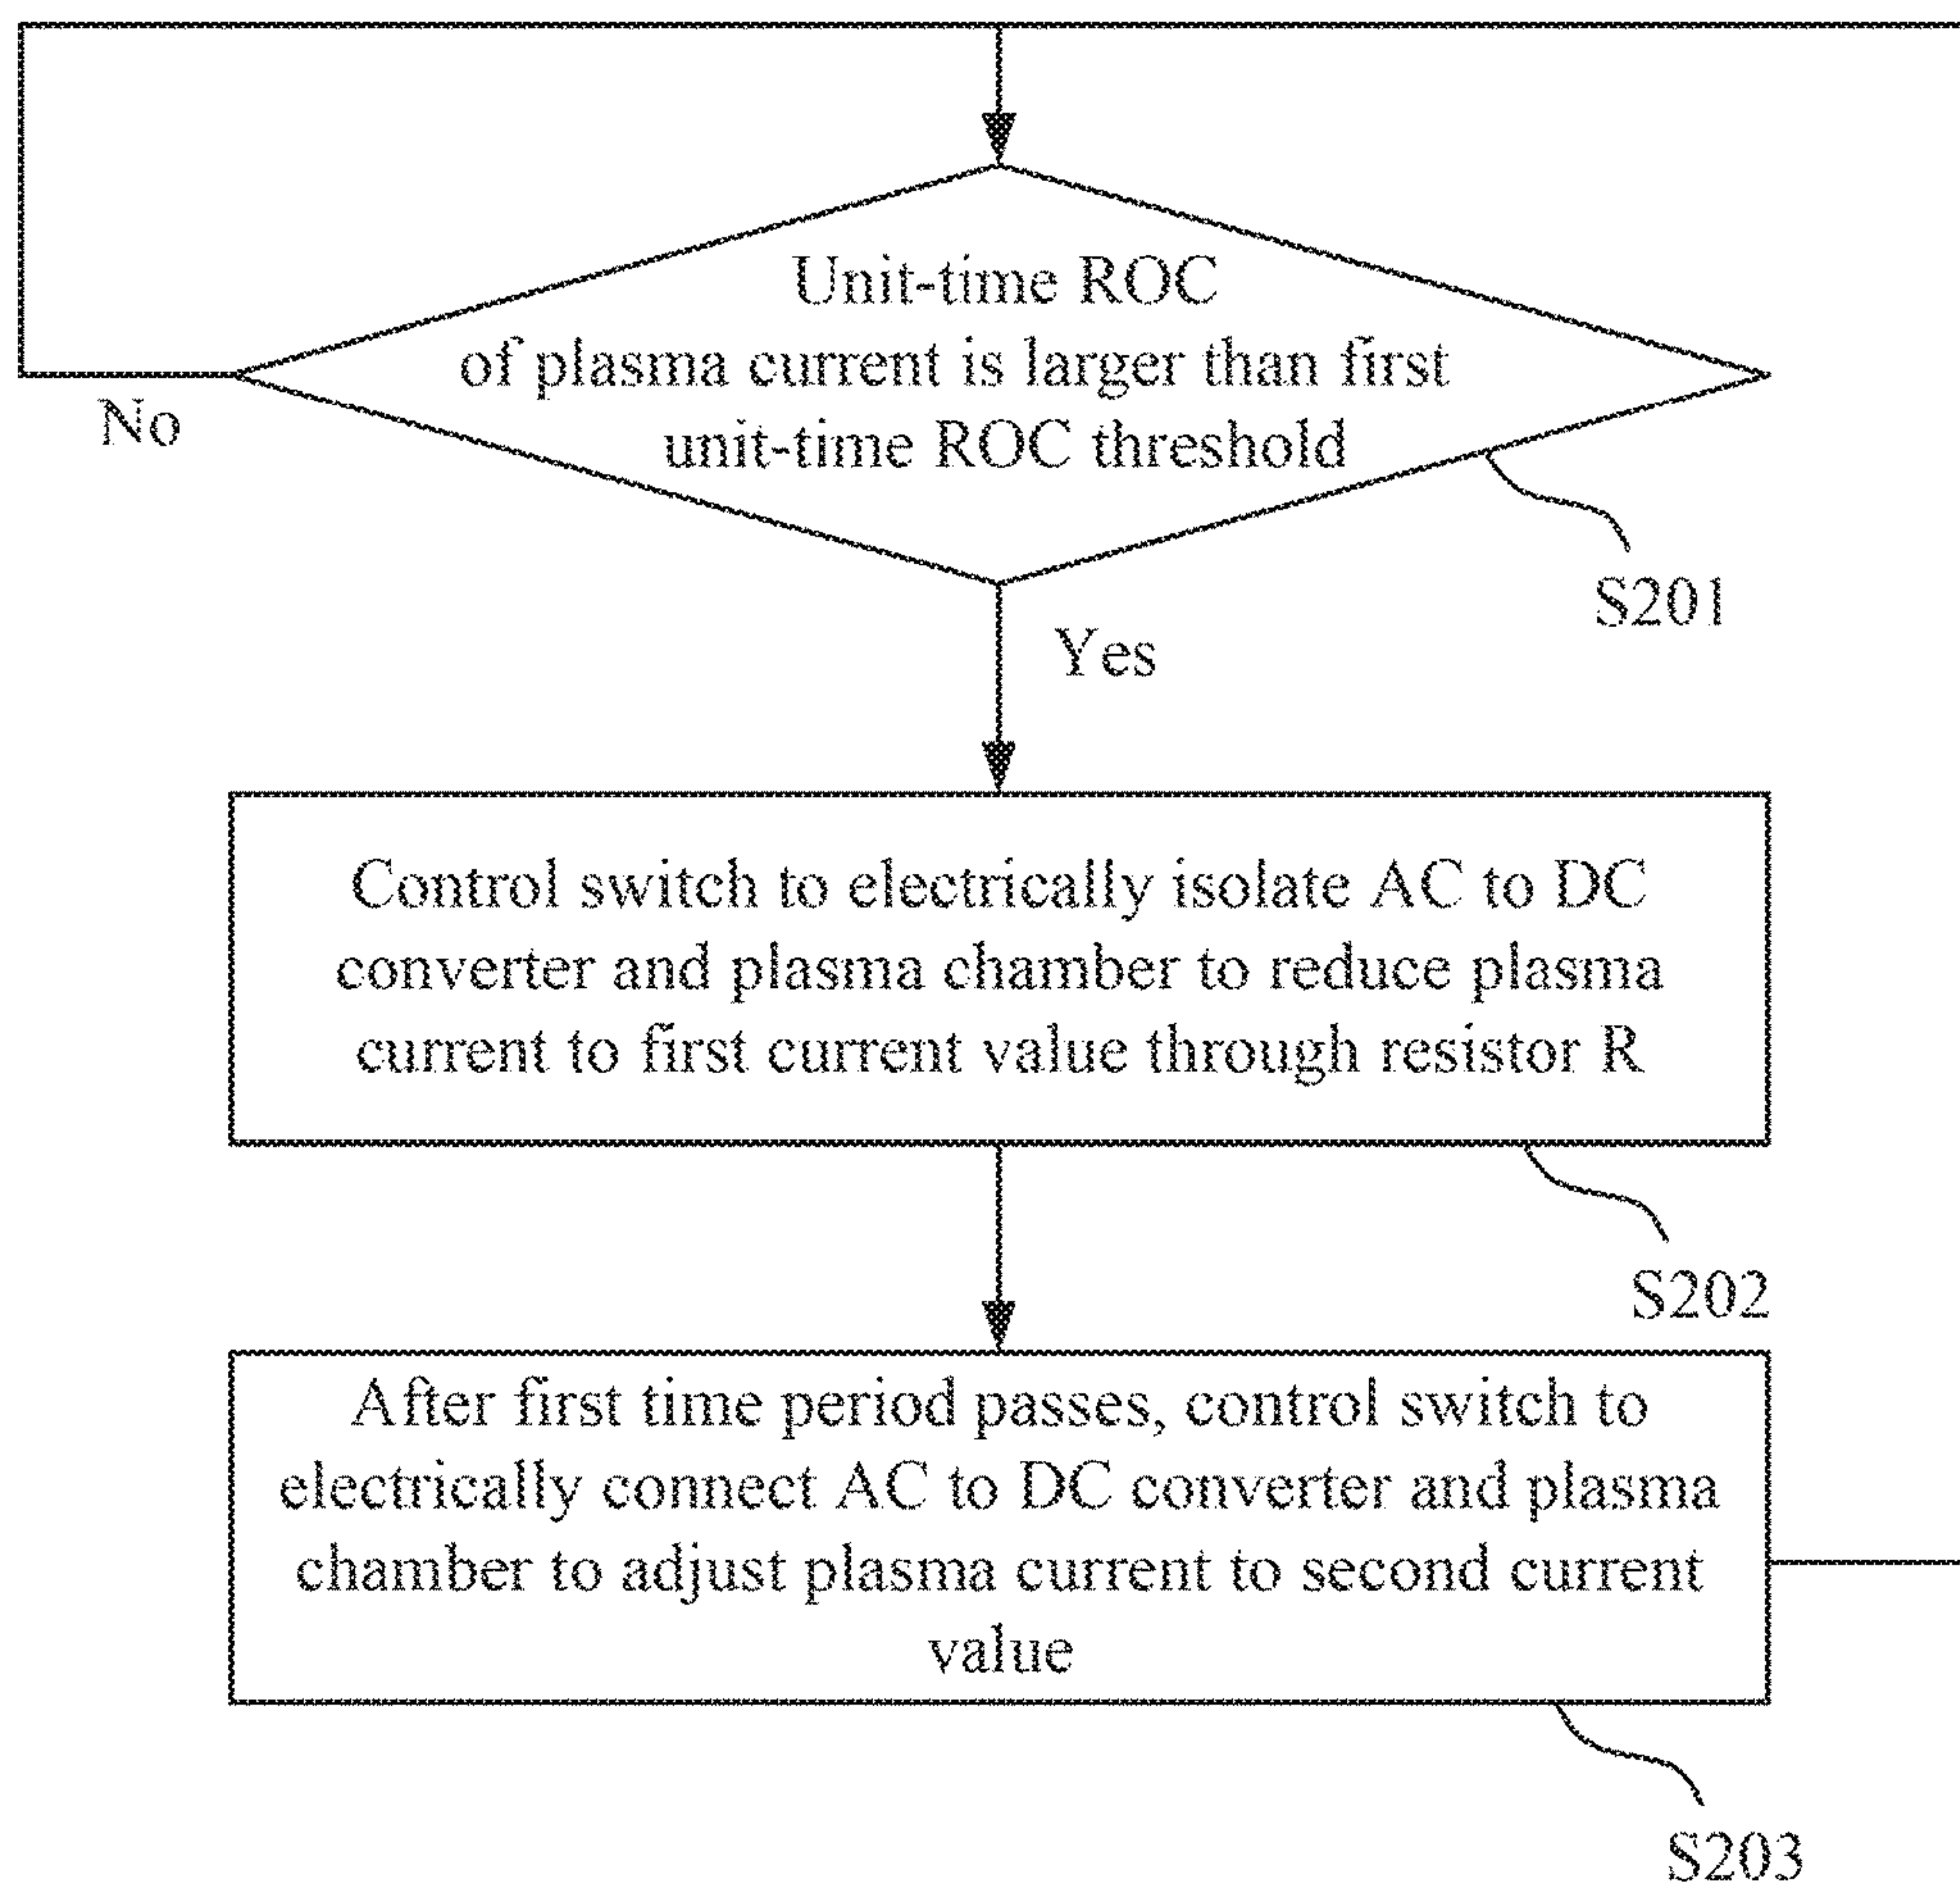 Unit-time ROC
of plasma current is larger than first
unit-time ROC threshold
No
S201
Yes
Control switch to electrically isolate AC to DC
converter and plasma chamber to reduce plasma
current to first current value through resistor R
S202
After first time period passes, control switch to
electrically connect AC to DC converter and plasma
chamber to adjust plasma current to second current
value
S203